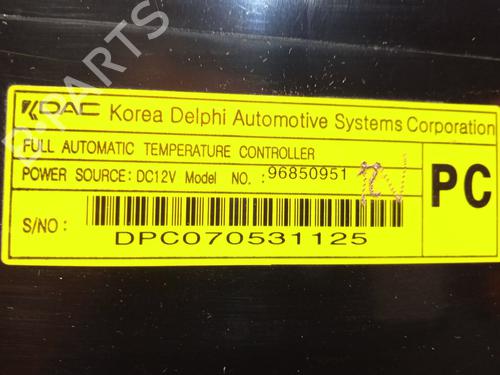 B-PARTS
KDAC Korea Delphi Automotive Systems Corporation
FULL AUTOMATIC TEMPERATURE CONTROLLER
POWER SOURCE: DC12V Model NO.: 96850951
PC
S/NO:
DPC070531125